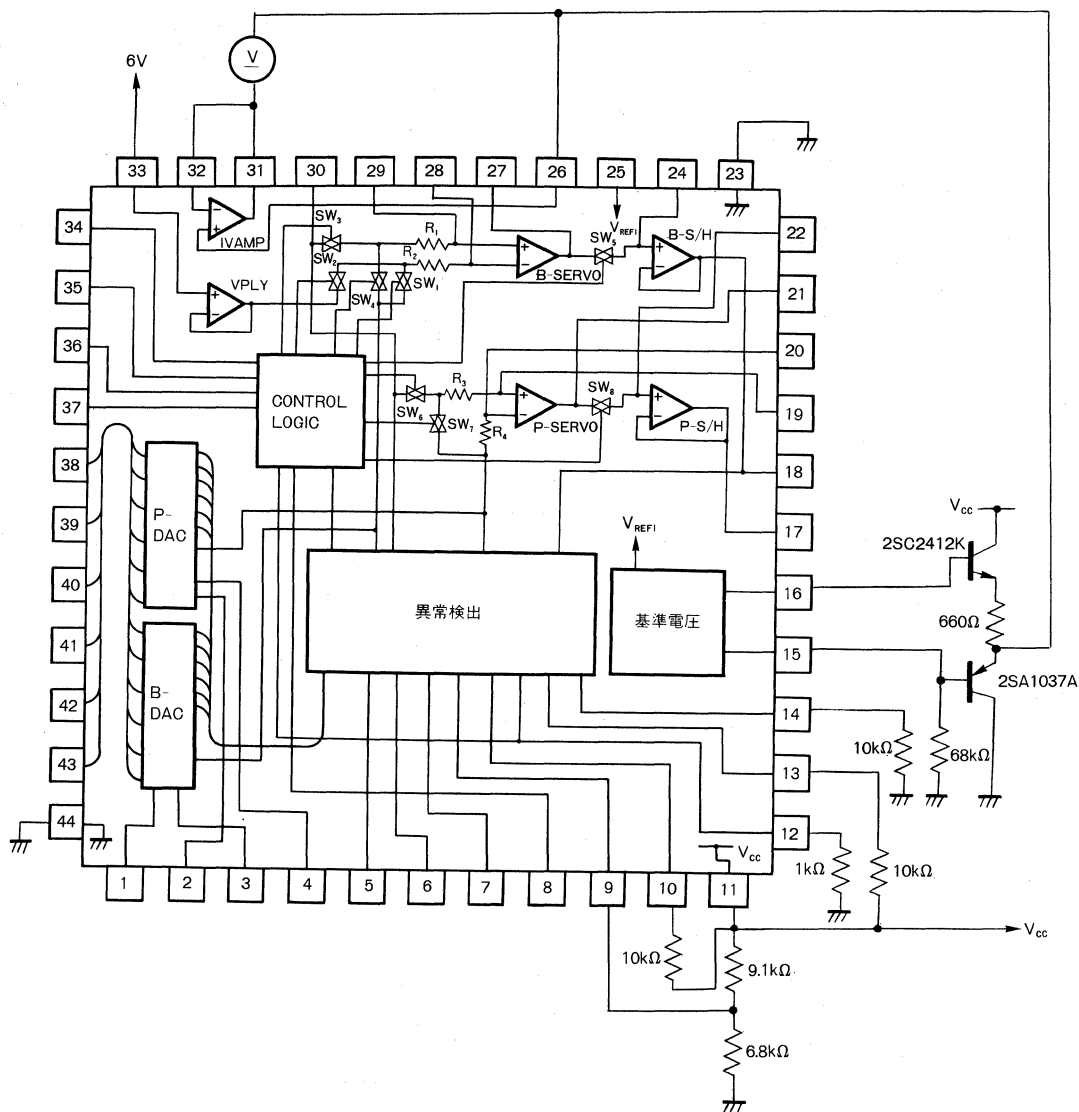 V
6V
33
32
31
30
29
28
27
26
25
24
23
34
35
36
37
38
39
40
41
42
43
44
22
21
20
19
18
17
16
15
14
13
12
1
2
3
4
5
6
7
8
9
10
11
IVAMP
VPLY
SW3
SW2
SW4
SW1
R1
R2
B-SERVO
VREF1
SW5
B-S/H
CONTROL
LOGIC
SW6
SW7
R3
R4
P-SERVO
SW8
P-S/H
P-
DAC
B-
DAC
異常検出
VREF1
基準電圧
VCC
2SC2412K
660Ω
2SA1037A
10kΩ
68kΩ
VCC
1kΩ
10kΩ
VCC
10kΩ
9.1kΩ
6.8kΩ